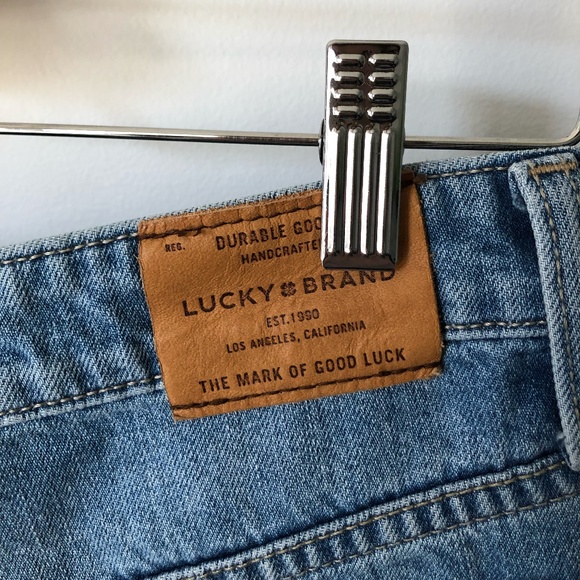 REG. DURABLE GOO
HANDCRAFTE
LUCKY BRAND
EST. 1990
LOS ANGELES, CALIFORNIA
THE MARK OF GOOD LUCK